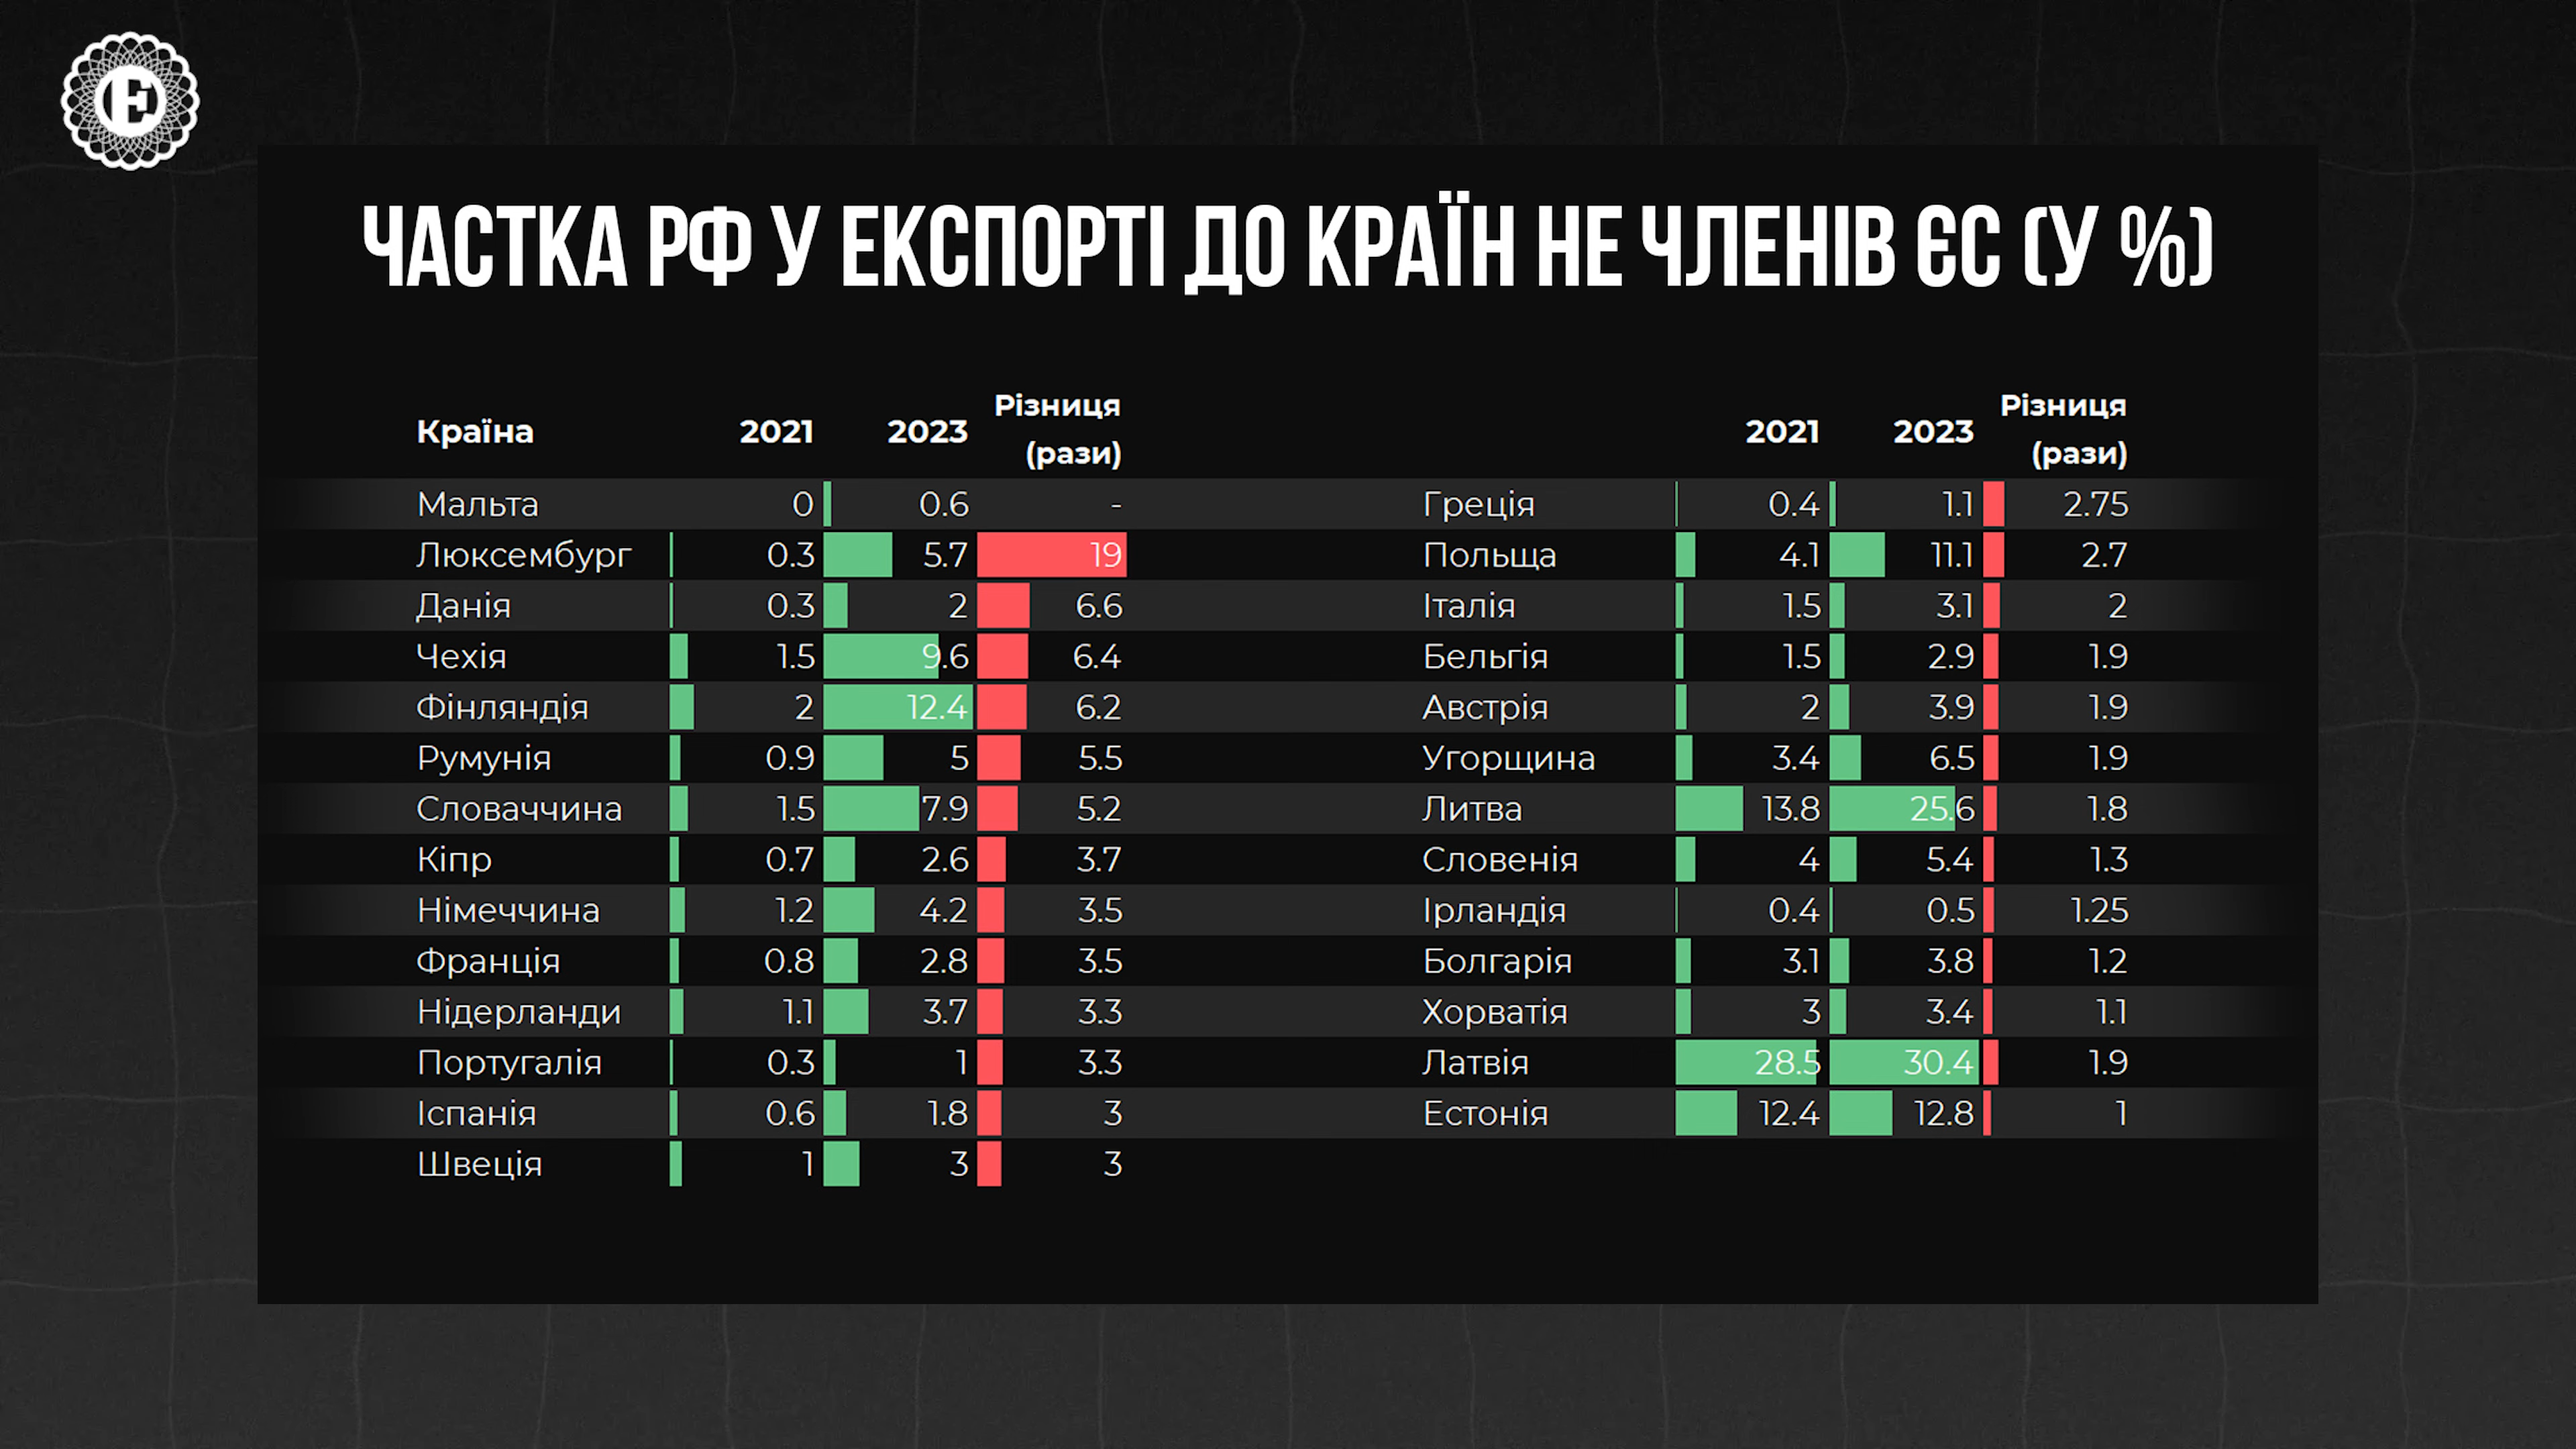 Е
ЧАСТКА РФ У ЕКСПОРТІ ДО КРАЇН НЕ ЧЛЕНІВ ЄС (У %)
Країна 2021 2023 Різниця (рази)
Мальта 0 0.6 -
Люксембург 0.3 5.7 19
Данія 0.3 2 6.6
Чехія 1.5 9.6 6.4
Фінляндія 2 12.4 6.2
Румунія 0.9 5 5.5
Словаччина 1.5 7.9 5.2
Кіпр 0.7 2.6 3.7
Німеччина 1.2 4.2 3.5
Франція 0.8 2.8 3.5
Нідерланди 1.1 3.7 3.3
Португалія 0.3 1 3.3
Іспанія 0.6 1.8 3
Швеція 1 3 3
2021 2023 Різниця (рази)
Греція 0.4 1.1 2.75
Польща 4.1 11.1 2.7
Італія 1.5 3.1 2
Бельгія 1.5 2.9 1.9
Австрія 2 3.9 1.9
Угорщина 3.4 6.5 1.9
Литва 13.8 25.6 1.8
Словенія 4 5.4 1.3
Ірландія 0.4 0.5 1.25
Болгарія 3.1 3.8 1.2
Хорватія 3 3.4 1.1
Латвія 28.5 30.4 1.9
Естонія 12.4 12.8 1